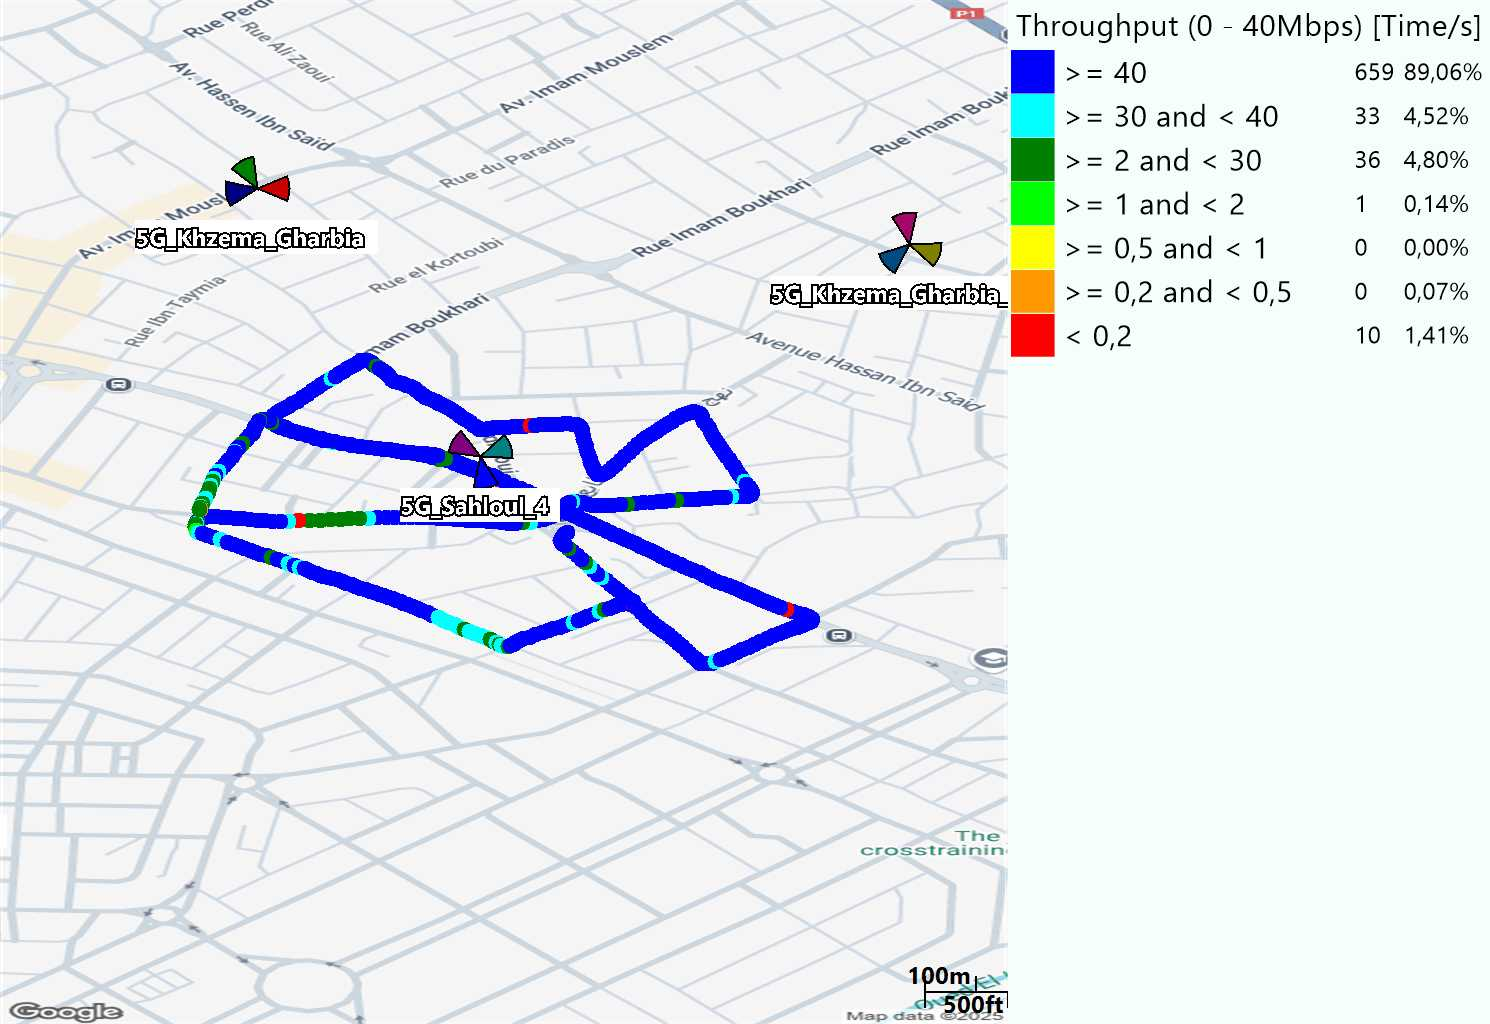 P1
Rue Ali Zaoui
Av. Hassen Ibn Saïd
Av. Imam Mouslem
Rue Imam Boukh
Rue du Paradis
Rue Imam Boukhari
5G_Khzema_Gharbia
Rue el Kortoubi
5G_Khzema_Gharbia_
Rue Ibn Taymia
mam Boukhari
Avenue Hassan Ibn Said
5G_Sahloul_4
The
crosstrainin
100m
500ft
Google
Map data ©2025
Throughput (0 - 40Mbps) [Time/s]
>= 40 659 89,06%
>= 30 and < 40 33 4,52%
>= 2 and < 30 36 4,80%
>= 1 and < 2 1 0,14%
>= 0,5 and < 1 0 0,00%
>= 0,2 and < 0,5 0 0,07%
< 0,2 10 1,41%